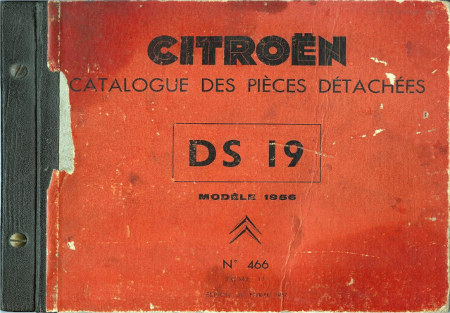 CITROËN
CATALOGUE DES PIÈCES DÉTACHÉES
DS 19
MODÈLE 1956
N° 466